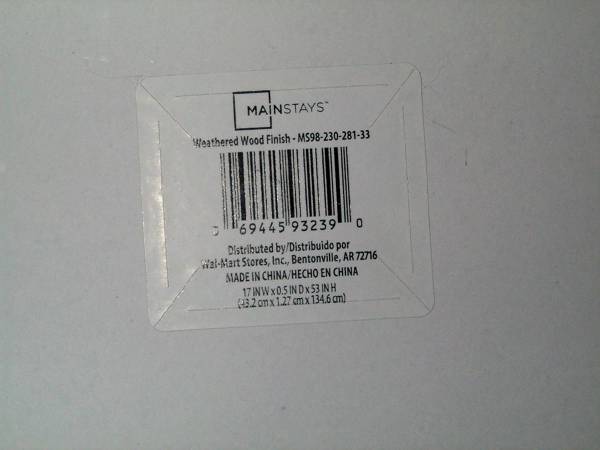 MAINSTAYS™
Weathered Wood Finish - MS98-230-281-33
69445 93239 0
Distributed by/Distribuido por
Wal-Mart Stores, Inc., Bentonville, AR 72716
MADE IN CHINA/HECHO EN CHINA
17 IN W x 0.5 IN D x 53 IN H
(43.2 cm x 1.27 cm x 134.6 cm)